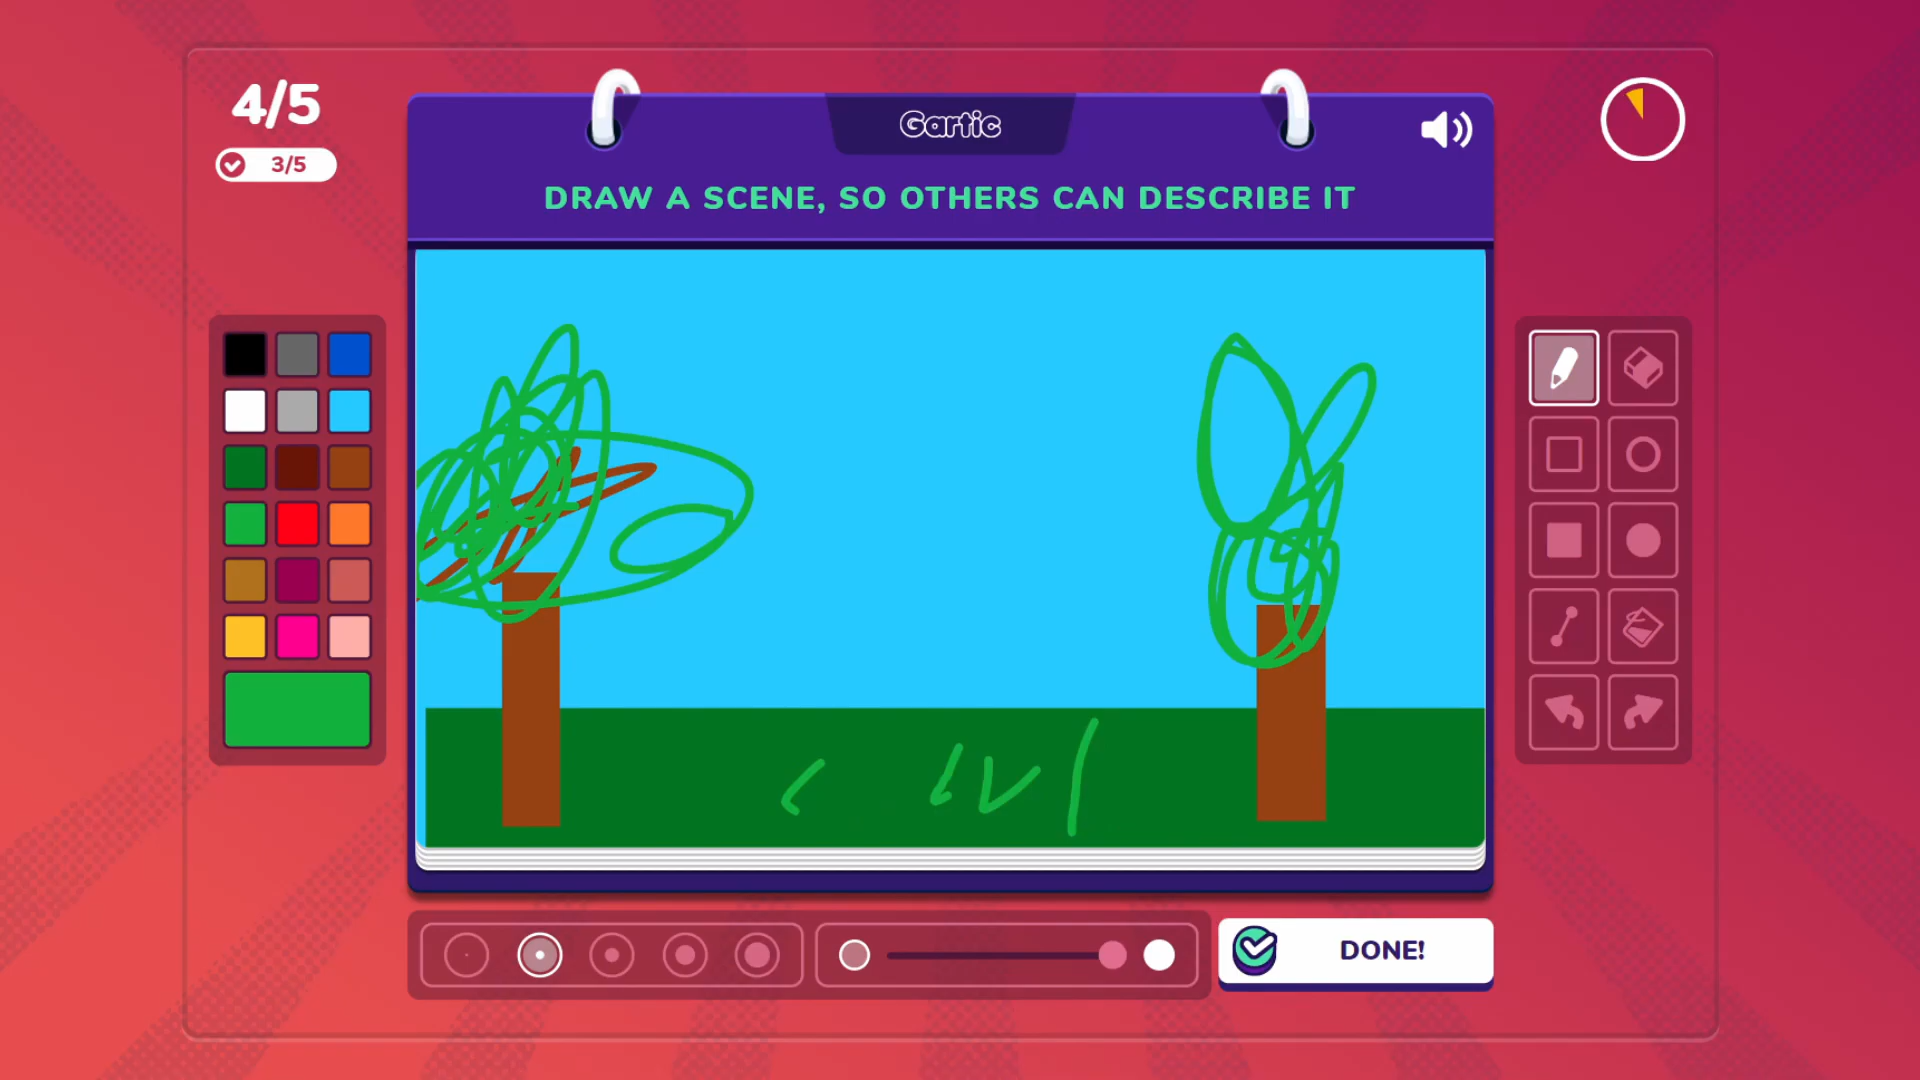 4/5
3/5
Gartic
DRAW A SCENE, SO OTHERS CAN DESCRIBE IT
DONE!